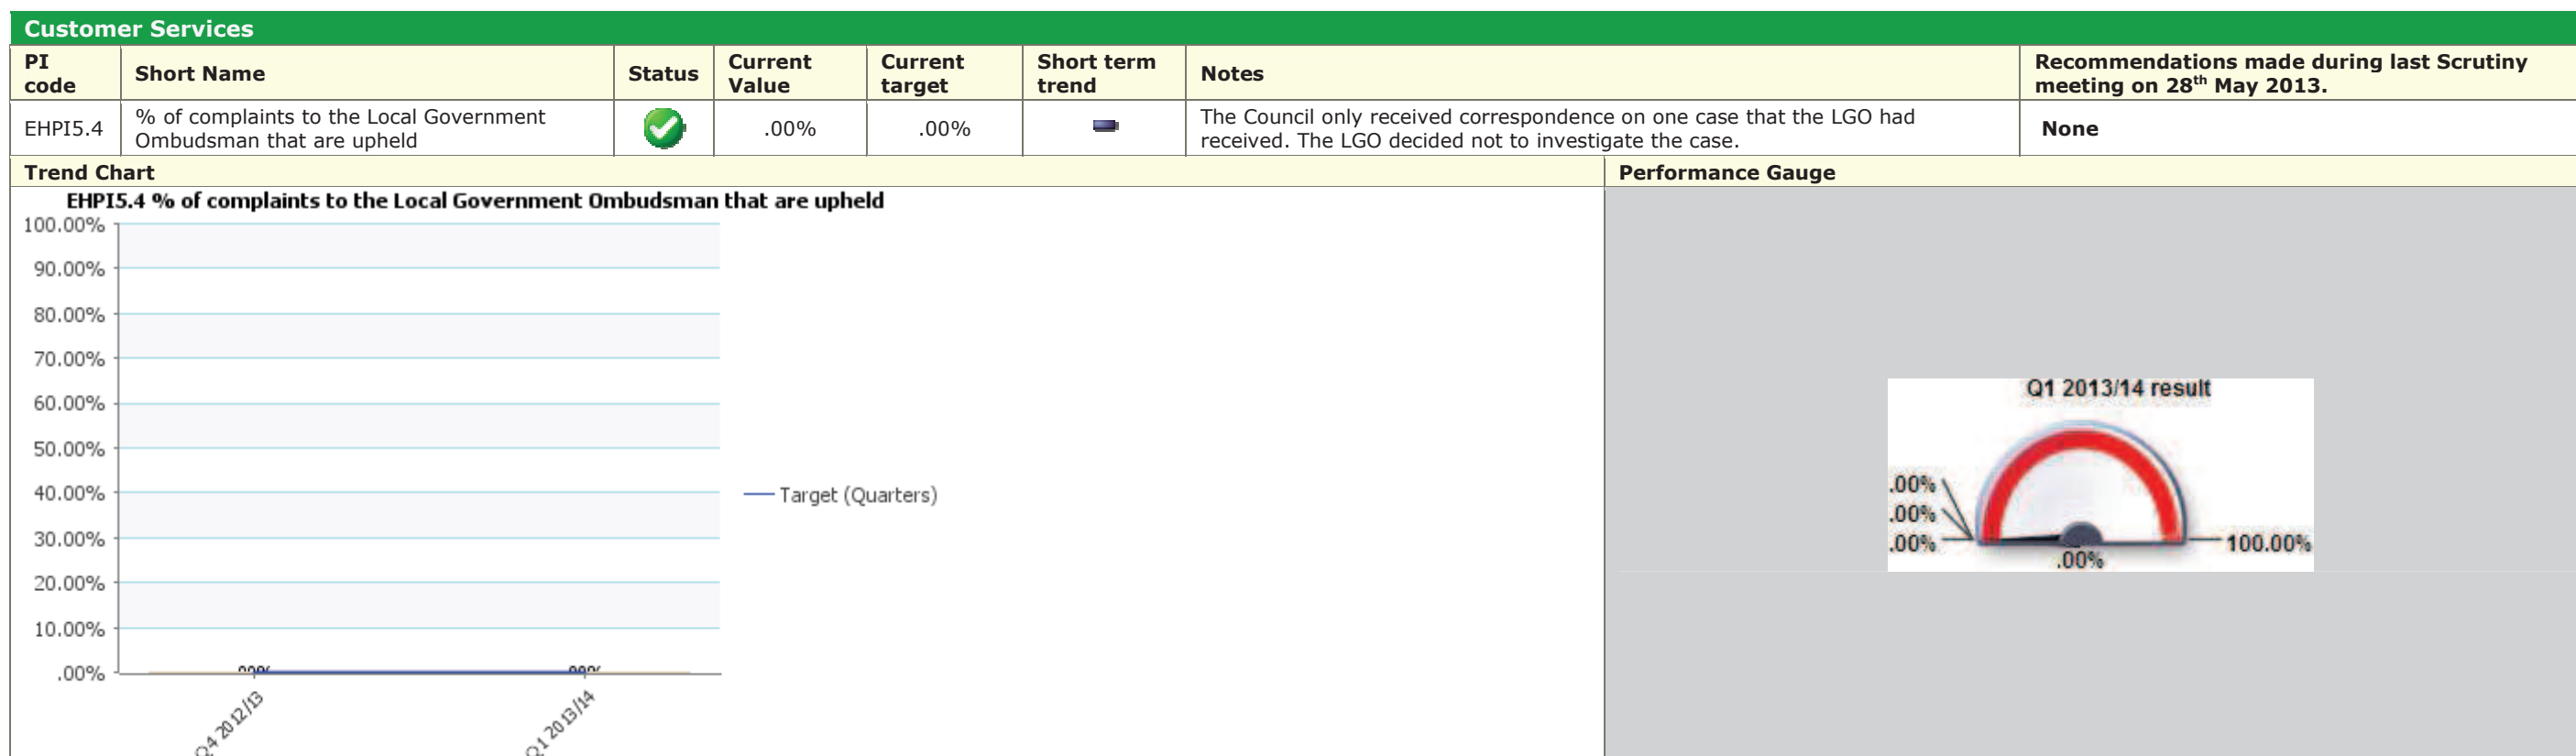 Customer Services
PI code
Short Name
Status
Current Value
Current target
Short term trend
Notes
Recommendations made during last Scrutiny
meeting on 28th May 2013.
EHPI5.4
% of complaints to the Local Government
Ombudsman that are upheld
.00%
.00%
The Council only received correspondence on one case that the LGO had
received. The LGO decided not to investigate the case.
None
Trend Chart
Performance Gauge
EHPI5.4 % of complaints to the Local Government Ombudsman that are upheld
100.00%
90.00%
80.00%
70.00%
60.00%
50.00%
40.00%
30.00%
20.00%
10.00%
.00%
Q4 2012/13
Q1 2013/14
Target (Quarters)
Q1 2013/14 result
.00%
.00%
.00%
.00%
100.00%